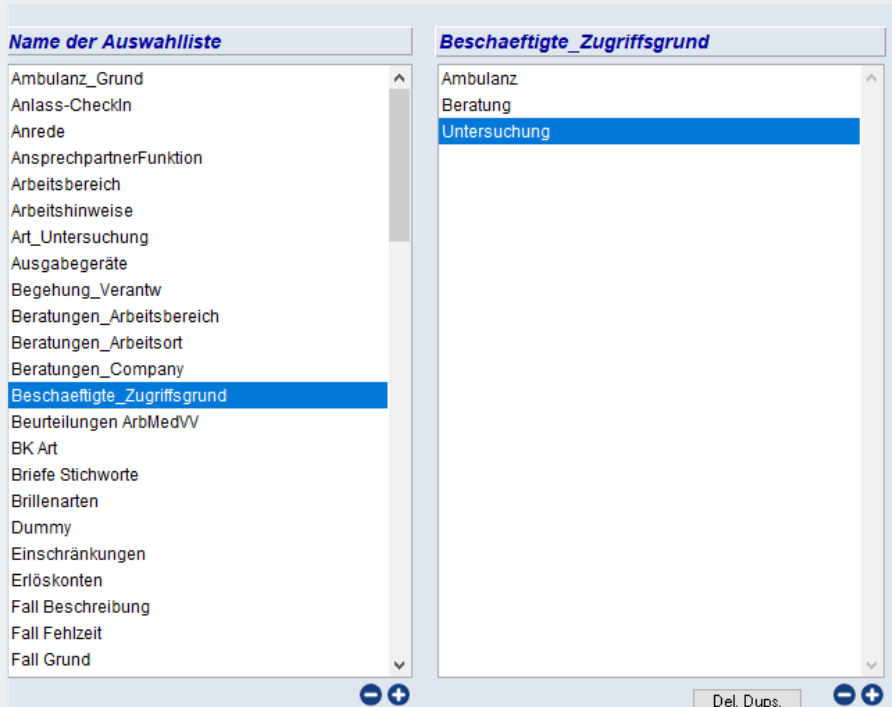 Name der Auswahlliste
Ambulanz_Grund
Anlass-CheckIn
Anrede
AnsprechpartnerFunktion
Arbeitsbereich
Arbeitshinweise
Art_Untersuchung
Ausgabegeräte
Begehung_Verantw
Beratungen_Arbeitsbereich
Beratungen_Arbeitsort
Beratungen_Company
Beschaeftigte_Zugriffsgrund
Beurteilungen ArbMedVV
BK Art
Briefe Stichworte
Brillenarten
Dummy
Einschränkungen
Erlöskonten
Fall Beschreibung
Fall Fehlzeit
Fall Grund
Beschaeftigte_Zugriffsgrund
Ambulanz
Beratung
Untersuchung
Del. Dups.